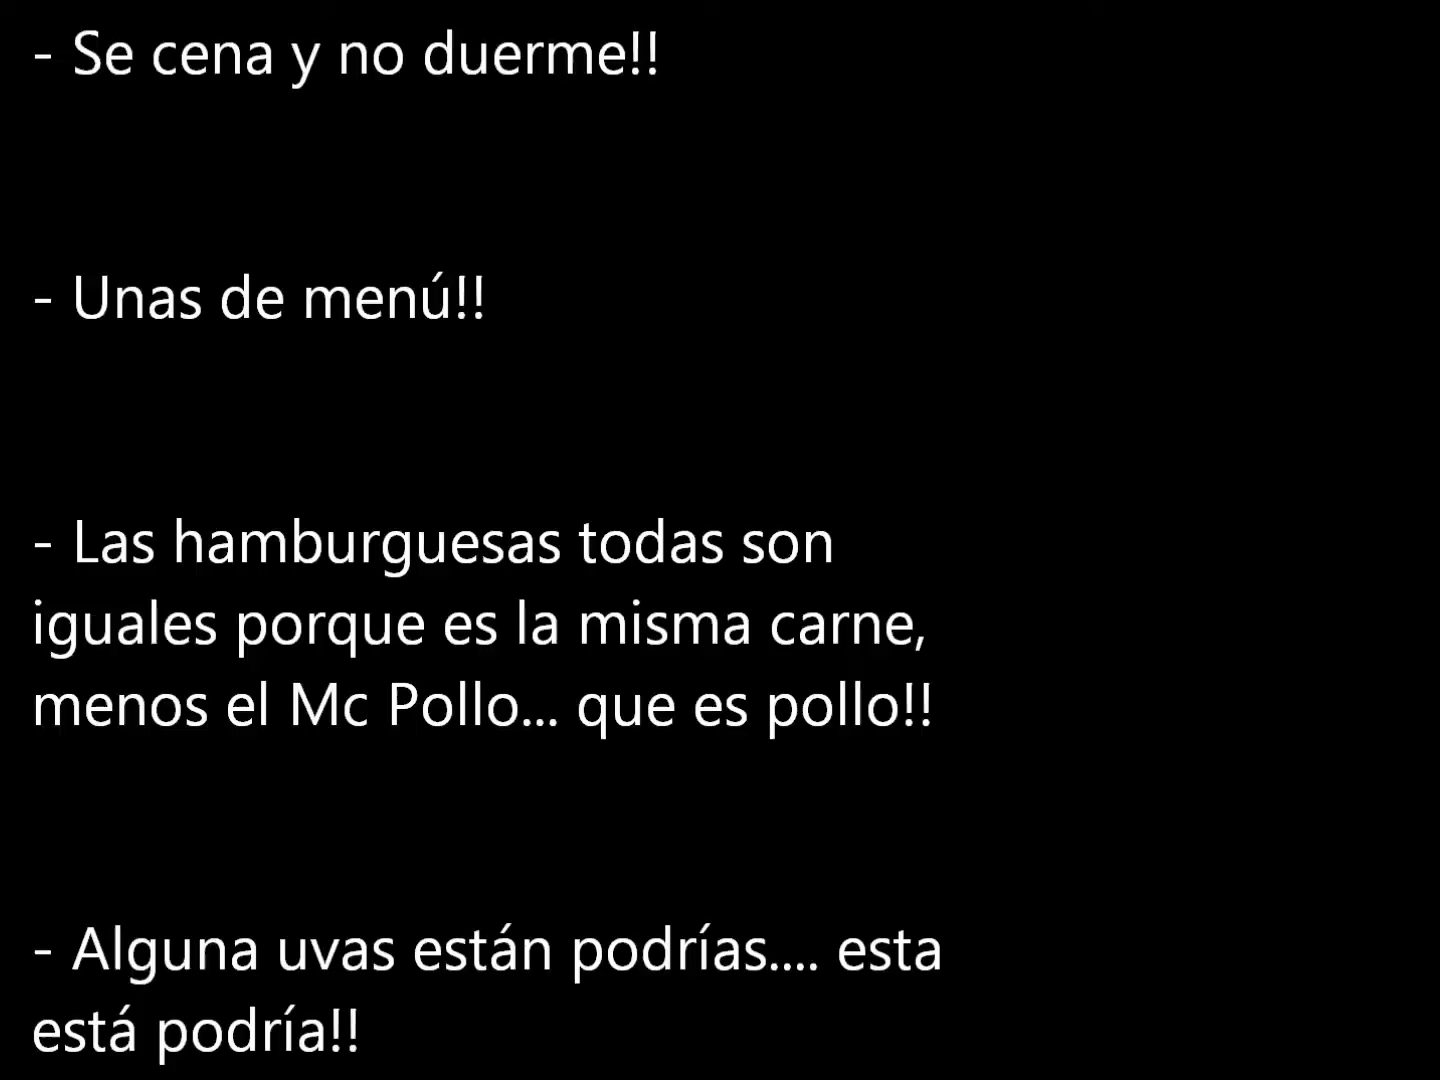 - Se cena y no duerme!!
- Unas de menú!!
- Las hamburguesas todas son
iguales porque es la misma carne,
menos el Mc Pollo... que es pollo!!
- Alguna uvas están podrías.... esta
está podría!!